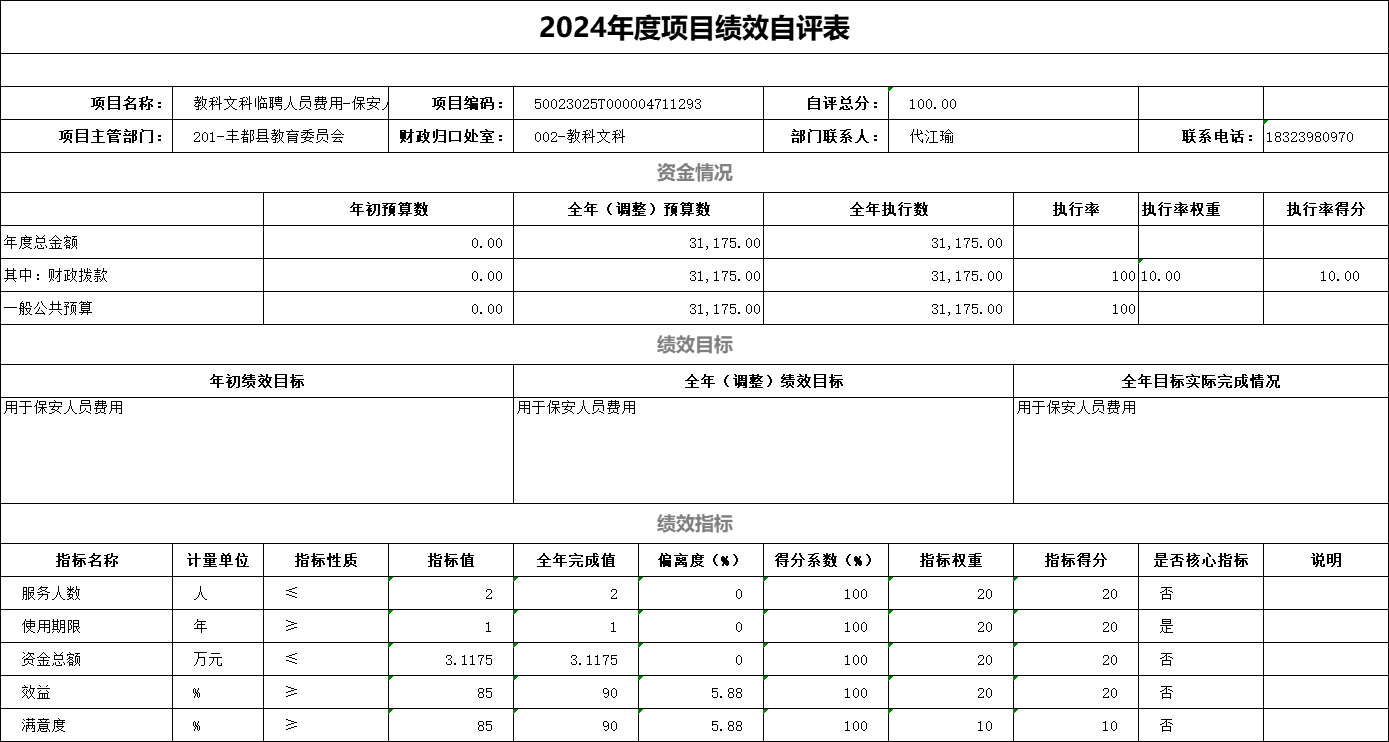 2024年度项目绩效自评表
项目名称： 教科文科临聘人员费用-保安 项目编码： 50023025T000004711293 自评总分： 100.00
项目主管部门： 201-丰都县教育委员会 财政归口处室： 002-教科文科 部门联系人： 代江瑜 联系电话： 18323980970
资金情况
年初预算数 全年（调整）预算数 全年执行数 执行率 执行率权重 执行率得分
年度总金额 0.00 31,175.00 31,175.00
其中：财政拨款 0.00 31,175.00 31,175.00 100 10.00 10.00
一般公共预算 0.00 31,175.00 31,175.00 100
绩效目标
年初绩效目标 全年（调整）绩效目标 全年目标实际完成情况
用于保安人员费用 用于保安人员费用 用于保安人员费用
绩效指标
指标名称 计量单位 指标性质 指标值 全年完成值 偏离度（%） 得分系数（%） 指标权重 指标得分 是否核心指标 说明
服务人数 人 ≤ 2 2 0 100 20 20 否
使用期限 年 ≥ 1 1 0 100 20 20 是
资金总额 万元 ≤ 3.1175 3.1175 0 100 20 20 否
效益 % ≥ 85 90 5.88 100 20 20 否
满意度 % ≥ 85 90 5.88 100 10 10 否